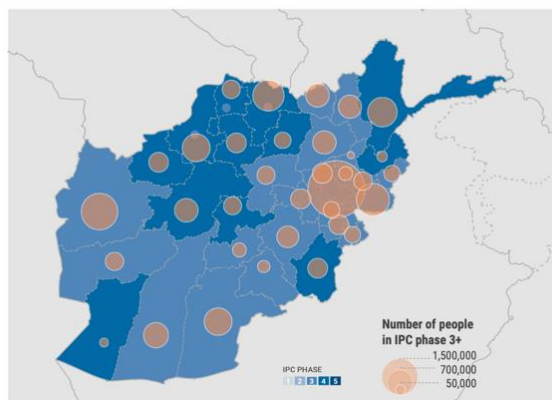 Number of people
in IPC phase 3+
1,500,000
700,000
50,000
IPC PHASE
1 2 3 4 5